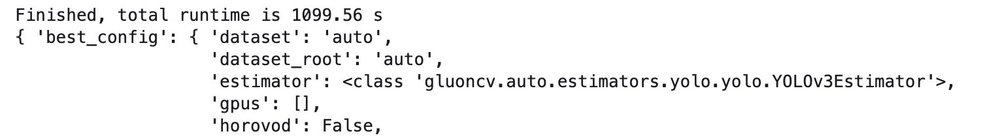 Finished, total runtime is 1099.56 s
{ 'best_config': { 'dataset': 'auto',
                   'dataset_root': 'auto',
                   'estimator': <class 'gluoncv.auto.estimators.yolo.yolo.YOLOv3Estimator'>,
                   'gpus': [],
                   'horovod': False,